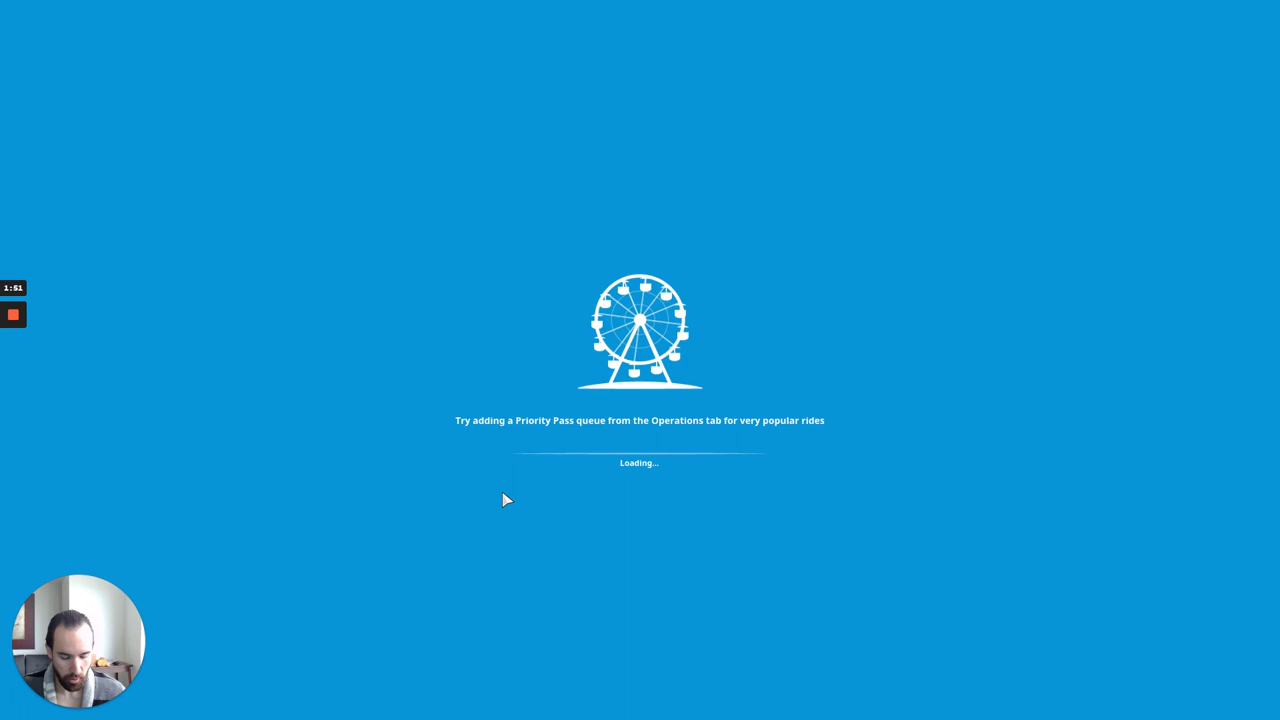 1:51
Try adding a Priority Pass queue from the Operations tab for very popular rides
Loading...